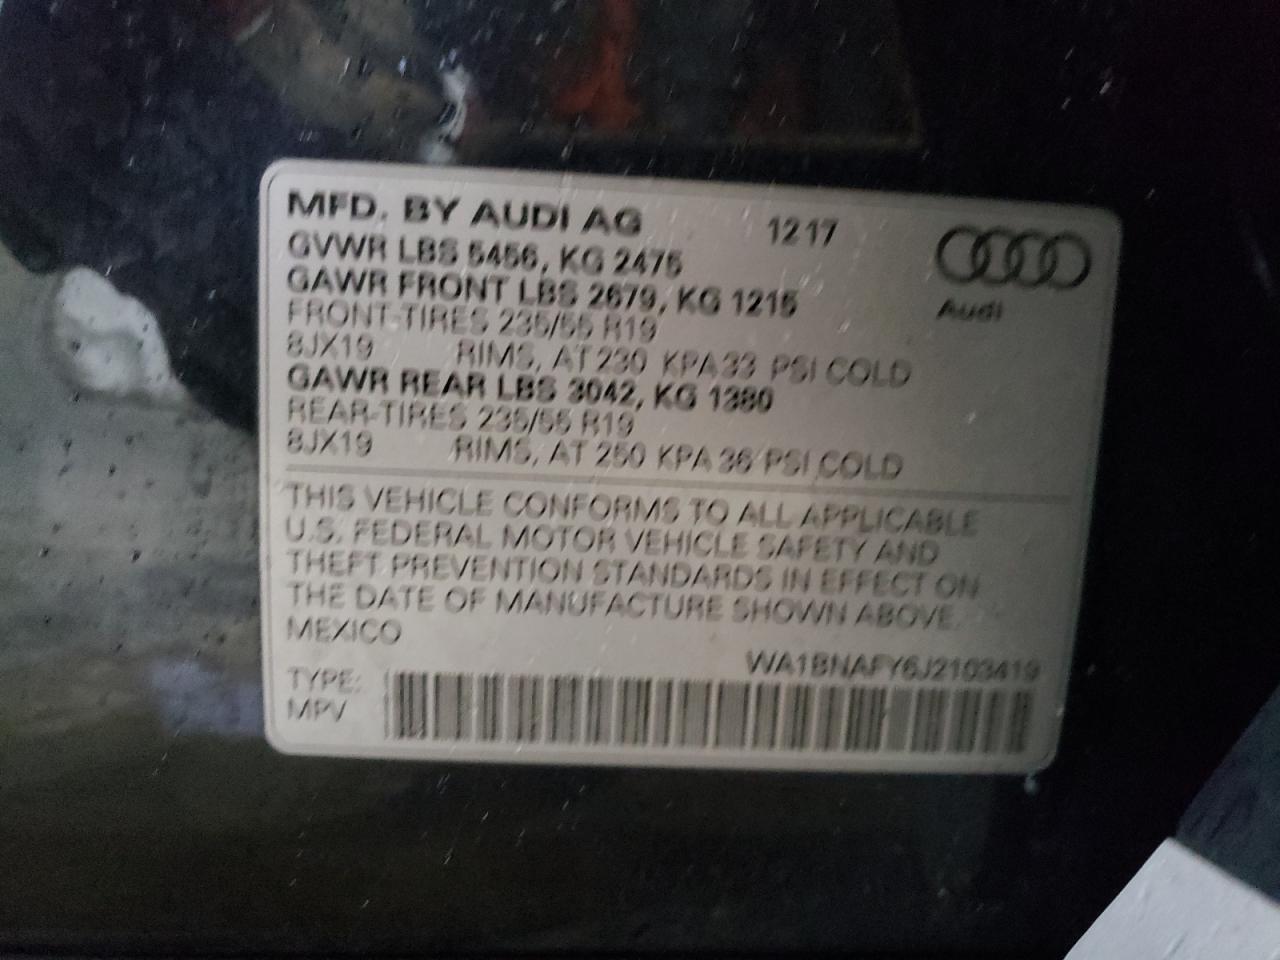 MFD. BY AUDI AG 12 17
GVWR LBS 5456, KG 2475
GAWR FRONT LBS 2679, KG 1215
FRONT-TIRES 235/55 R19
8JX19 RIMS, AT 230 KPA 33 PSI COLD
GAWR REAR LBS 3042, KG 1380
REAR-TIRES 235/55 R19
8JX19 RIMS, AT 250 KPA 36 PSI COLD
Audi
THIS VEHICLE CONFORMS TO ALL APPLICABLE
U.S. FEDERAL MOTOR VEHICLE SAFETY AND
THEFT PREVENTION STANDARDS IN EFFECT ON
THE DATE OF MANUFACTURE SHOWN ABOVE.
MEXICO
WA1BNAFY6J2103419
TYPE:
MPV